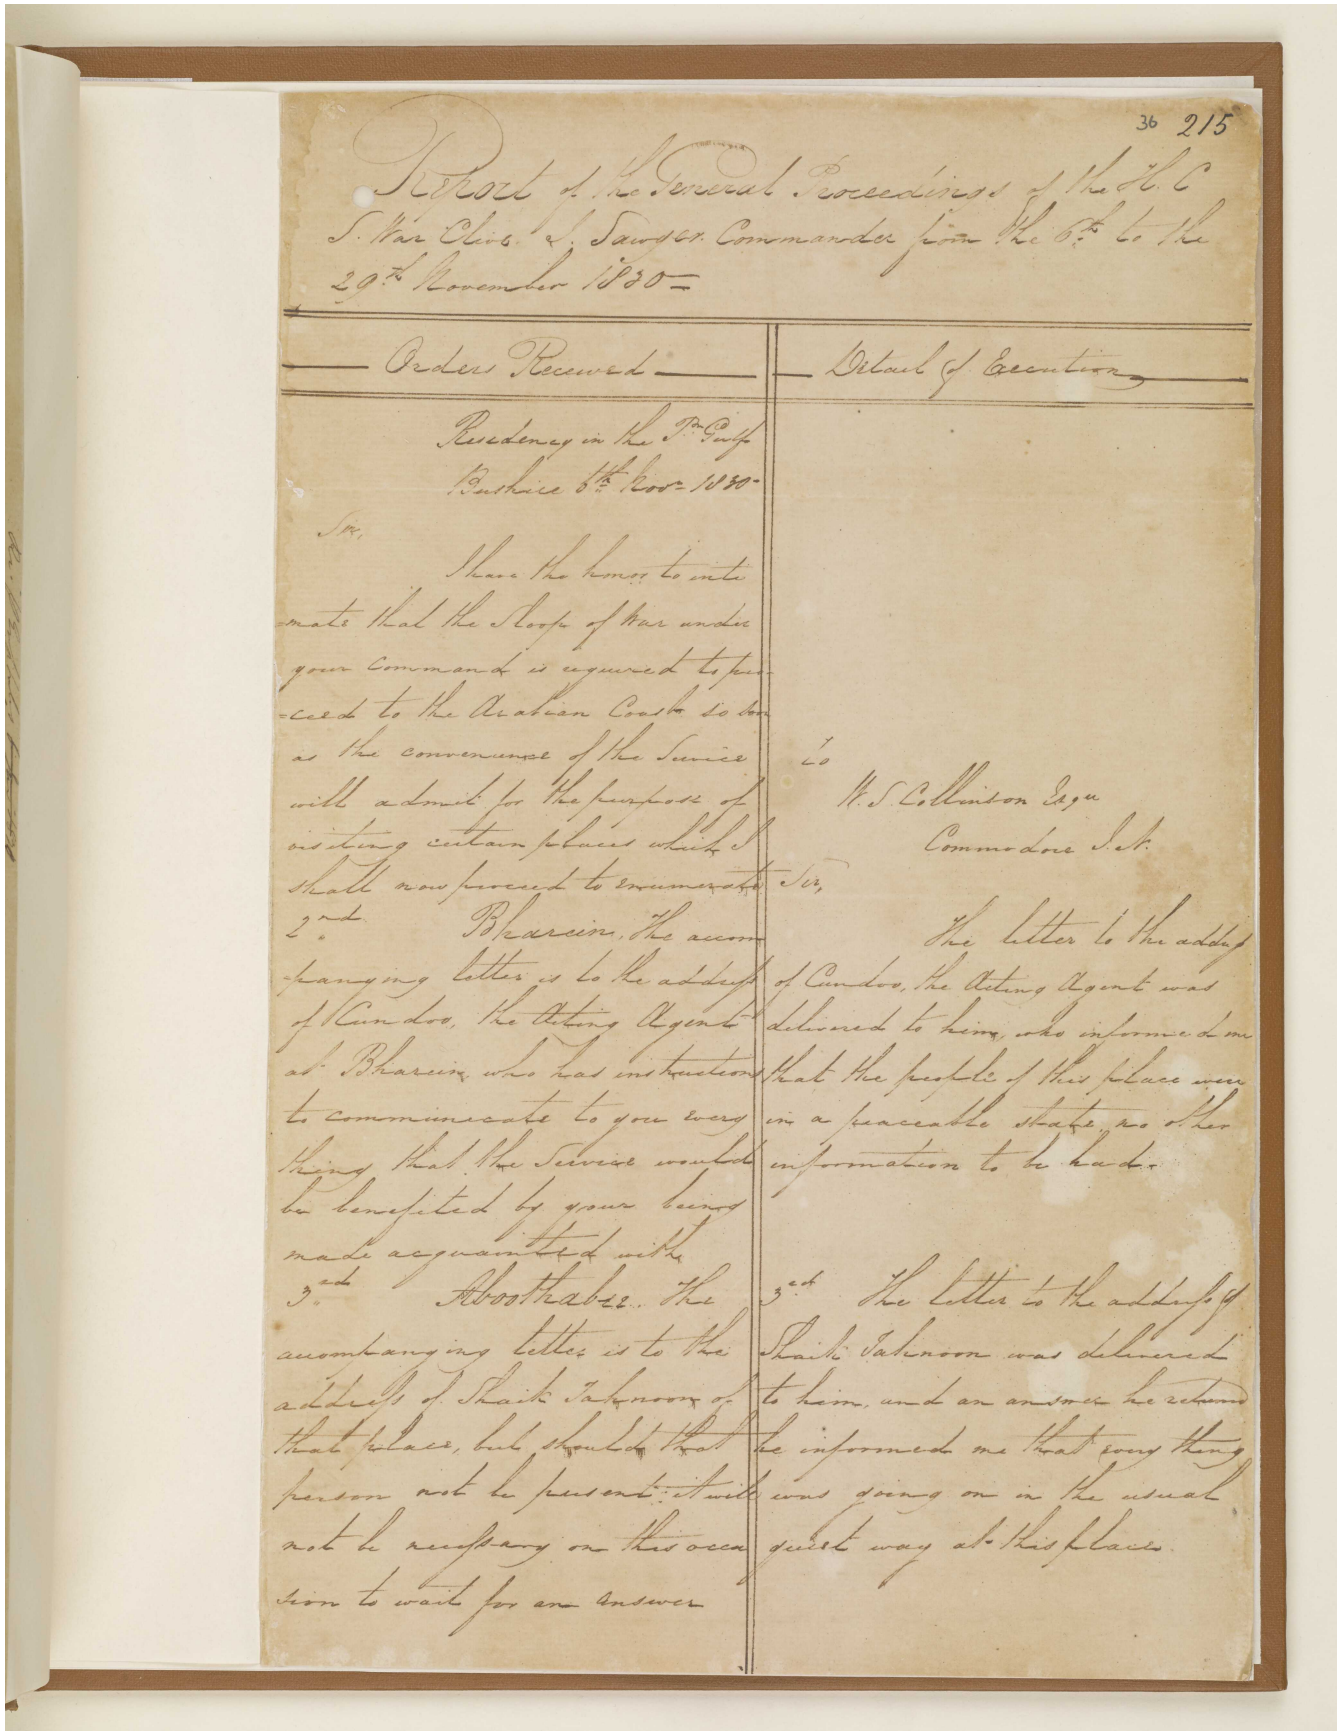 36 215
Report of the General Proceedings of the H. C
S. War Clive. J. Sawyer. Commander from the 6th to the
29th November 1830 =
Orders Received
Residency in the Pn Gulf
Bushire 6th Novr 1830-
Sir,
I have the honor to inti
=mate that the Sloop of War under
your command is required to pro-
=ceed to the Arabian Coast so soon
as the convenience of the Service
will admit for the purpose of
visiting certain places which I
shall now proceed to enumerate
2nd. Bharein, The accom
panying letter is to the address
of Cundoo, the Acting Agent
at Bharein who has instructions
to communicate to you every
thing that the Service would
be benefited by your being
made acquainted with
3rd Aboothabee. The
accompanying letter is to the
address of Shaik Tahnoon of
that place, but should that
person not be present it will
not be necessary on this occa
sion to wait for an answer
Detail of Execution
To
W. S. Collinson Esqre
Commodore I. N.
Sir,
The letter to the address
of Cundoo, the Acting Agent was
delivered to him, who informed me
that the people of this place were
in a peaceable state, no other
information to be had.
3rd The letter to the address of
Shaik Tahnoon was delivered
to him, and an answer he returned
he informed me that every thing
was going on in the usual
quiet way at this place.